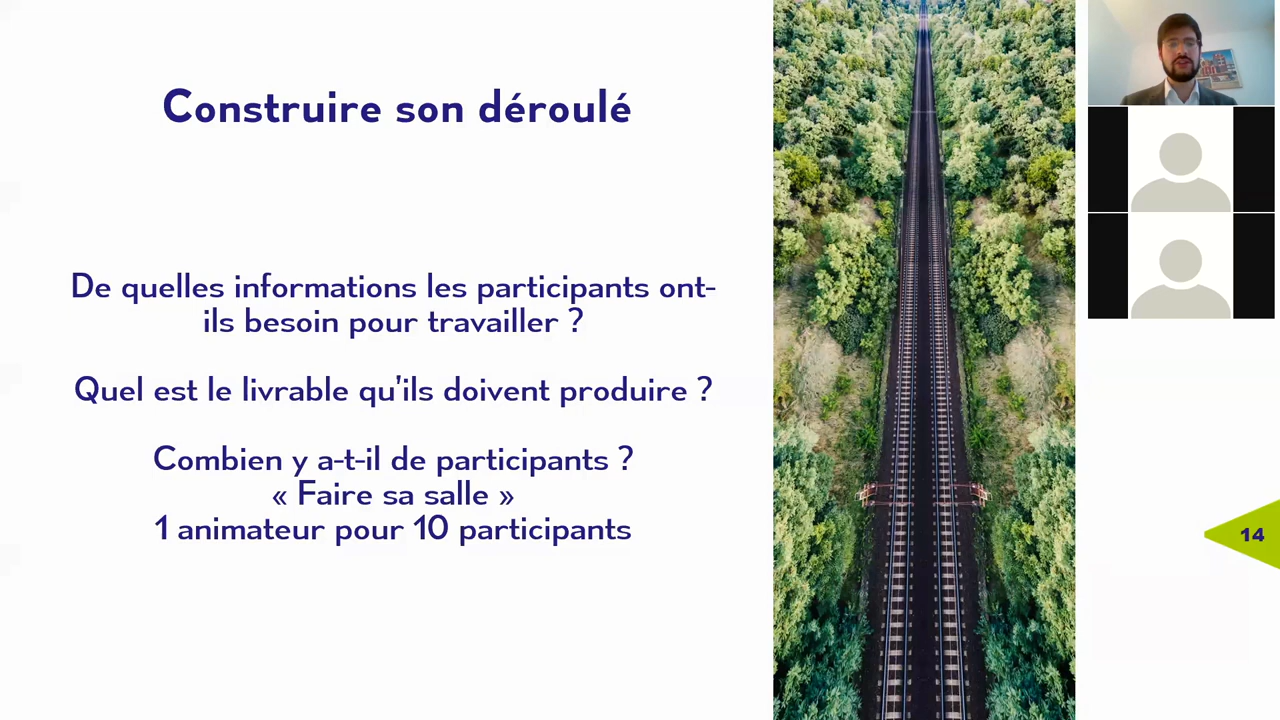 Construire son déroulé
De quelles informations les participants ont-
ils besoin pour travailler ?
Quel est le livrable qu'ils doivent produire ?
Combien y a-t-il de participants ?
« Faire sa salle »
1 animateur pour 10 participants
14